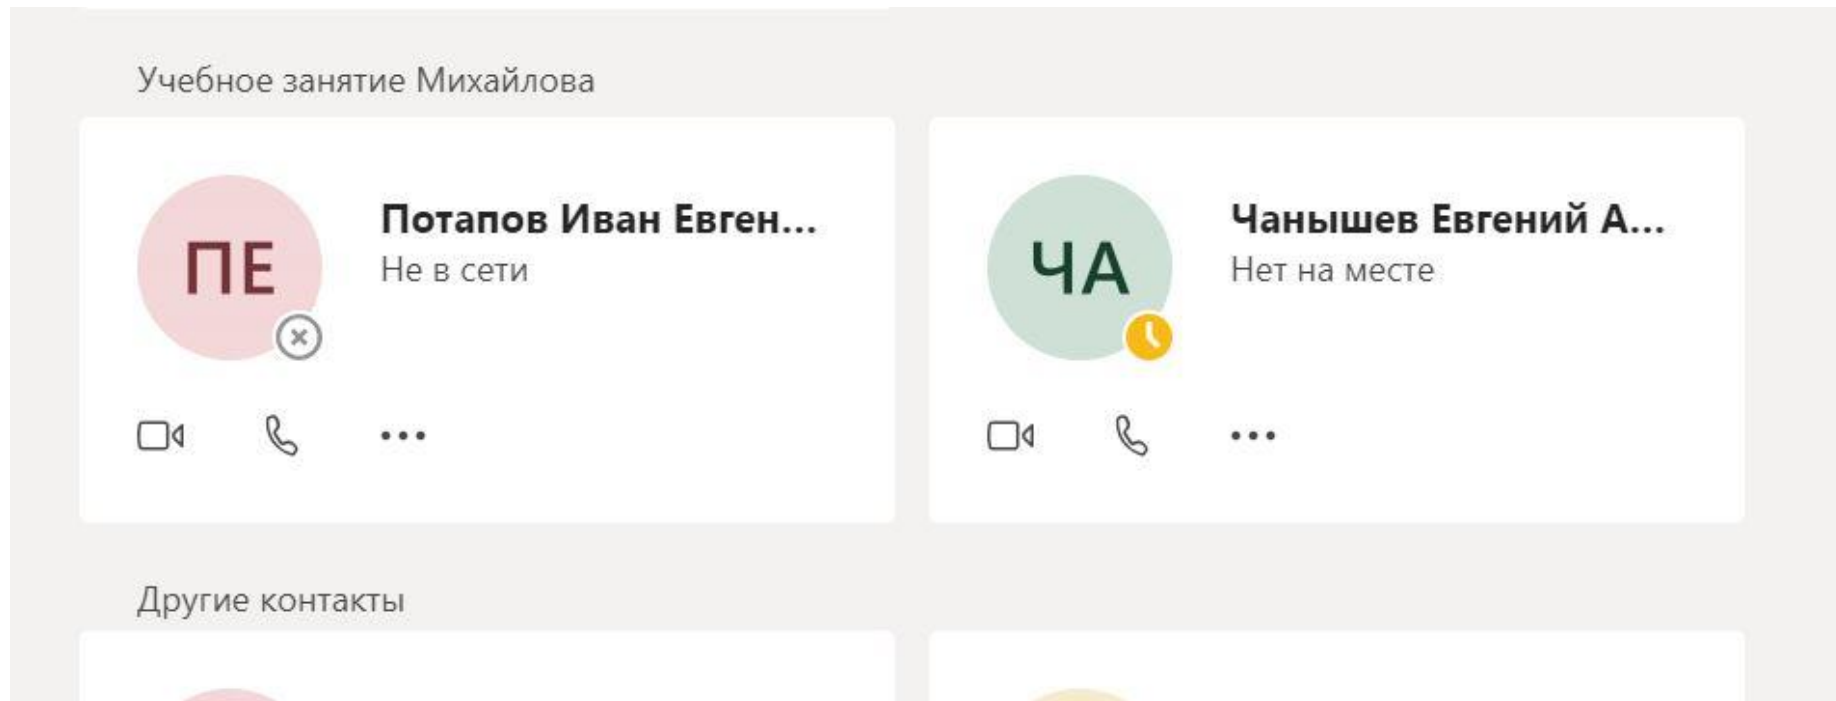 Учебное занятие Михайлова
ПЕ
Потапов Иван Евген...
Не в сети
ЧА
Чанышев Евгений А...
Нет на месте
Другие контакты